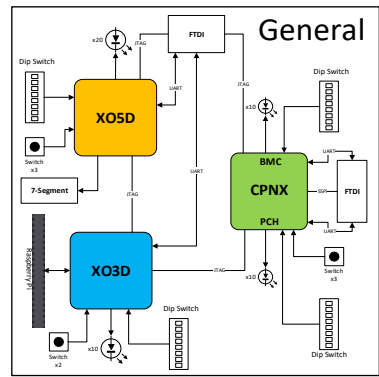 General
x20
FTDI
Dip Switch
JTAG
JTAG
UART
UART
Dip Switch
x10
XO5D
Switch
x3
BMC
UART
CPNX
SSPI
FTDI
7-Segment
JTAG
PCH
UART
Raspberry Pi
XO3D
JTAG
x10
Switch
x3
Dip Switch
Switch
x2
x10
Dip Switch